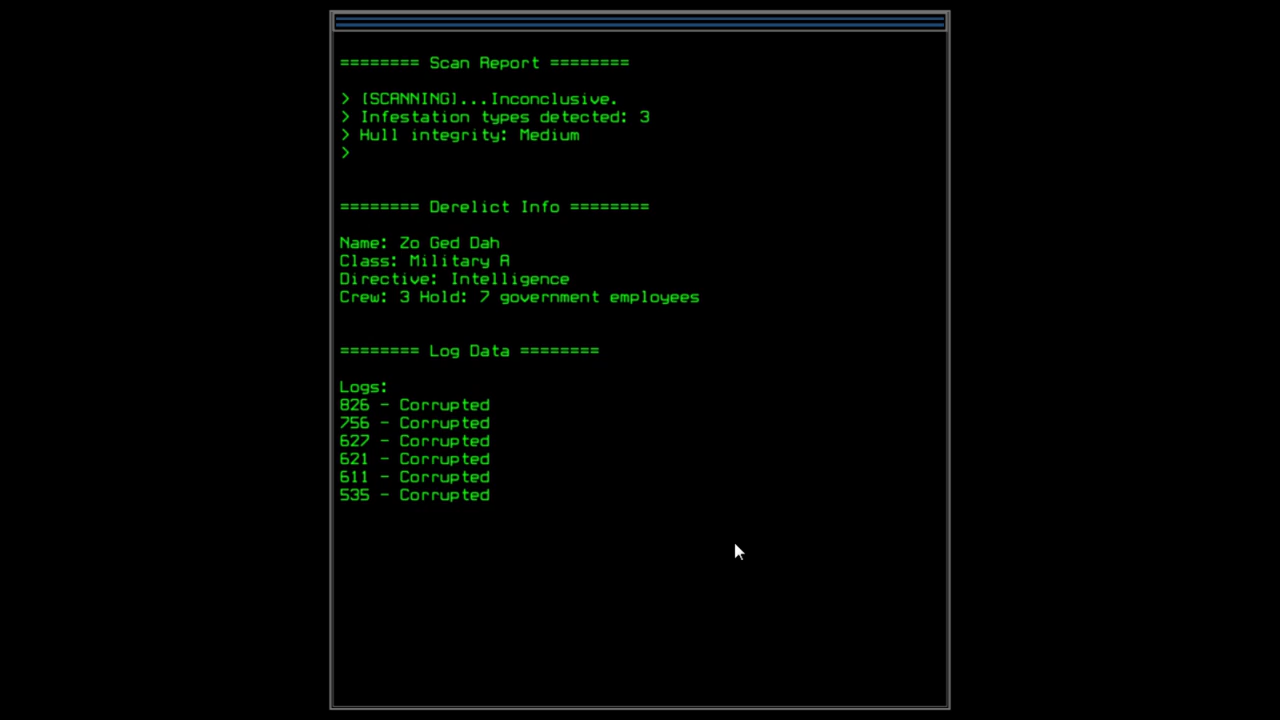 ======== Scan Report ========
> [SCANNING]...Inconclusive.
> Infestation types detected: 3
> Hull integrity: Medium
>
======== Derelict Info ========
Name: Zo Ged Dah
Class: Military A
Directive: Intelligence
Crew: 3 Hold: 7 government employees
======== Log Data ========
Logs:
826 - Corrupted
756 - Corrupted
627 - Corrupted
621 - Corrupted
611 - Corrupted
535 - Corrupted